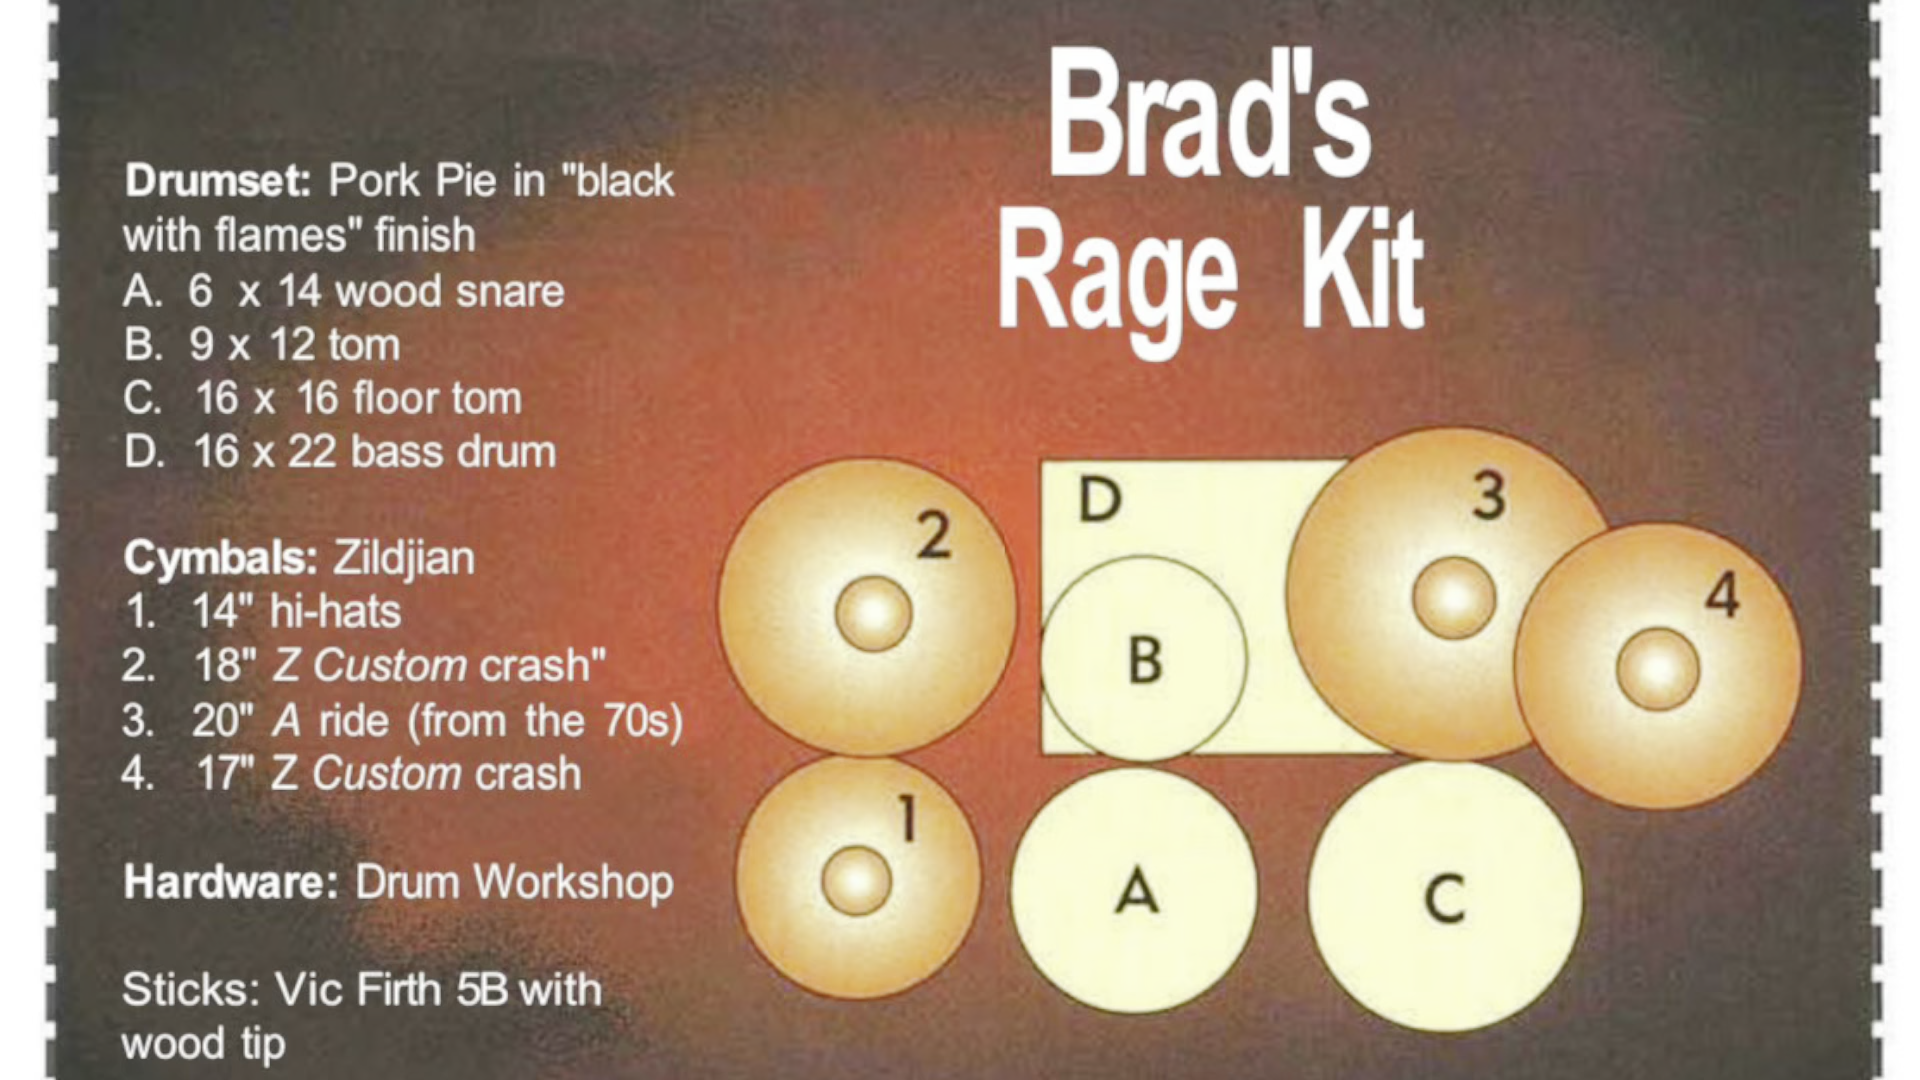 Brad's
Rage Kit
Drumset: Pork Pie in "black
with flames" finish
A. 6 x 14 wood snare
B. 9 x 12 tom
C. 16 x 16 floor tom
D. 16 x 22 bass drum
Cymbals: Zildjian
1. 14" hi-hats
2. 18" Z Custom crash"
3. 20" A ride (from the 70s)
4. 17" Z Custom crash
Hardware: Drum Workshop
Sticks: Vic Firth 5B with
wood tip
2
D
3
4
B
1
A
C